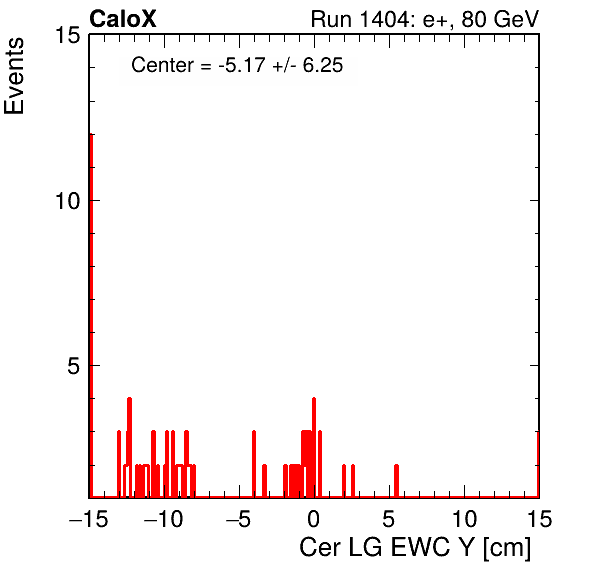 CaloX Run 1404: e+, 80 GeV
Center = -5.17 +/- 6.25
Events
15
10
5
−15 −10 −5 0 5 10 15
Cer LG EWC Y [cm]